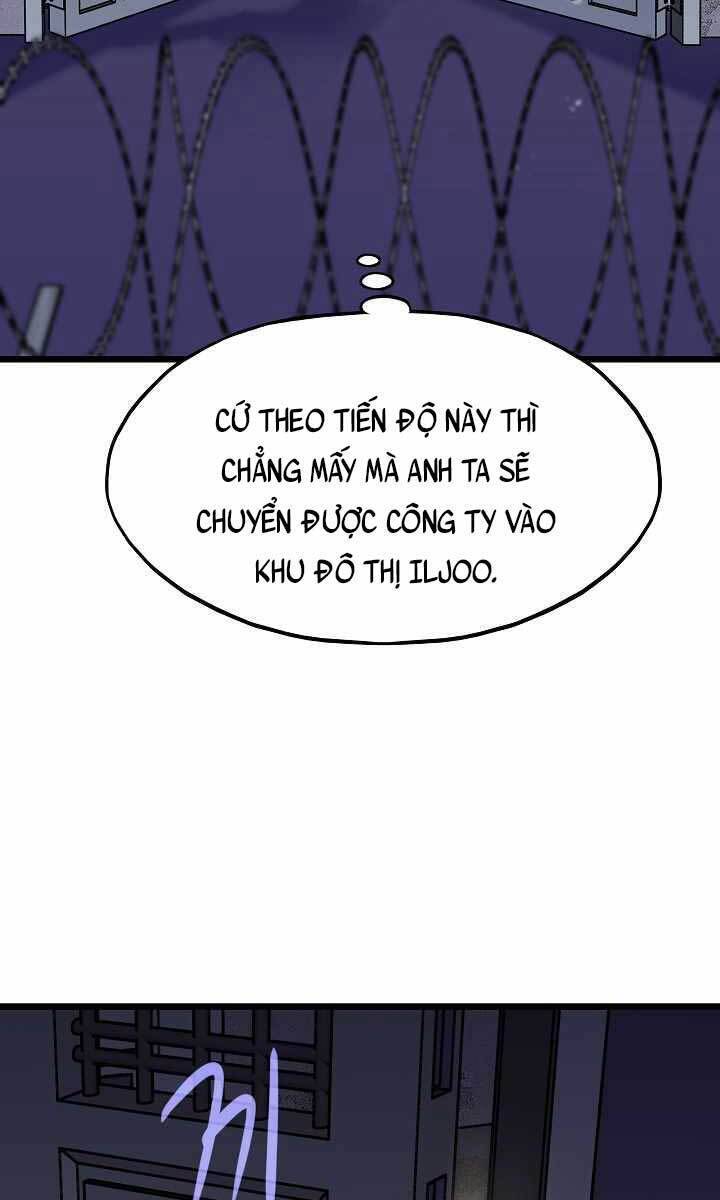 CỨ THEO TIẾN ĐỘ NÀY THÌ
CHẲNG MẤY MÀ ANH TA SẼ
CHUYỂN ĐƯỢC CÔNG TY VÀO
KHU ĐÔ THỊ ILJOO.